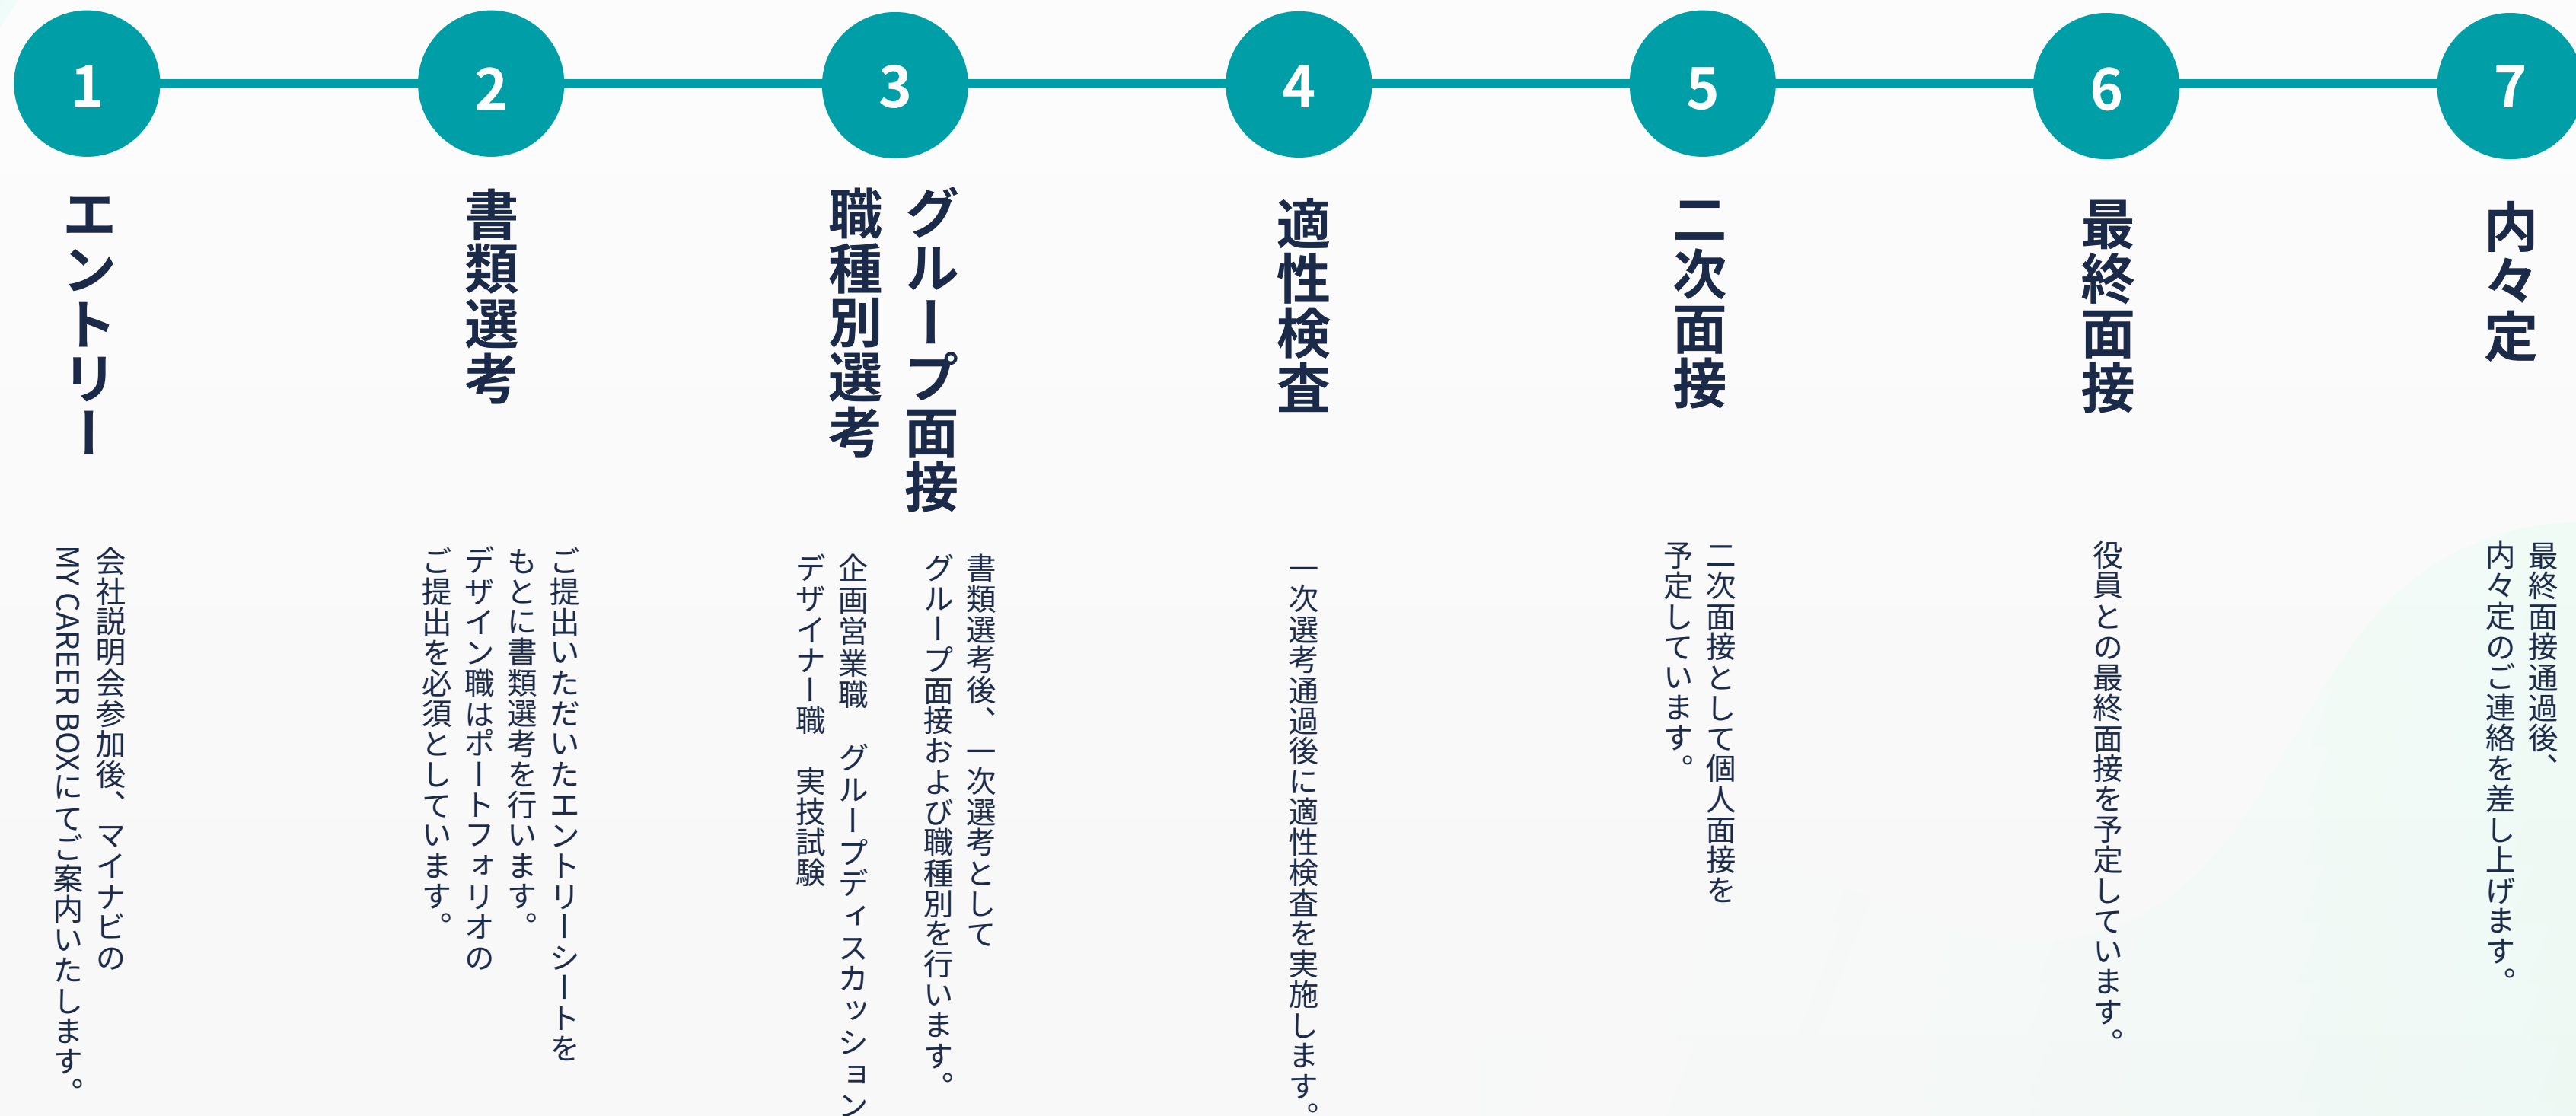 1
エントリー
会社説明会参加後、マイナビの
MY CAREER BOXにてご案内いたします。
2
書類選考
ご提出いただいたエントリーシートを
もとに書類選考を行います。
デザイン職はポートフォリオの
ご提出を必須としています。
3
グループ面接
職種別選考
書類選考後、一次選考として
グループ面接および職種別を行います。
企画営業職　グループディスカッション
デザイナー職　実技試験
4
適性検査
一次選考通過後に適性検査を実施します。
5
二次面接
二次面接として個人面接を
予定しています。
6
最終面接
役員との最終面接を予定しています。
7
内々定
最終面接通過後、
内々定のご連絡を差し上げます。